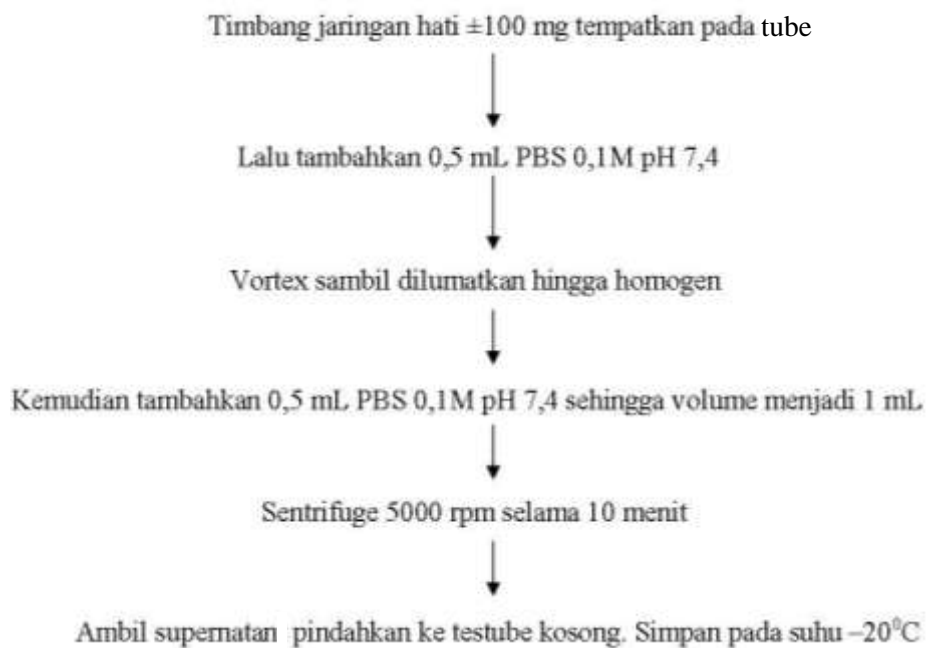 Timbang jaringan hati ±100 mg tempatkan pada tube
Lalu tambahkan 0,5 mL PBS 0,1M pH 7,4
Vortex sambil dilumatkan hingga homogen
Kemudian tambahkan 0,5 mL PBS 0,1M pH 7,4 sehingga volume menjadi 1 mL
Sentrifuge 5000 rpm selama 10 menit
Ambil supernatan pindahkan ke testube kosong. Simpan pada suhu –20⁰C